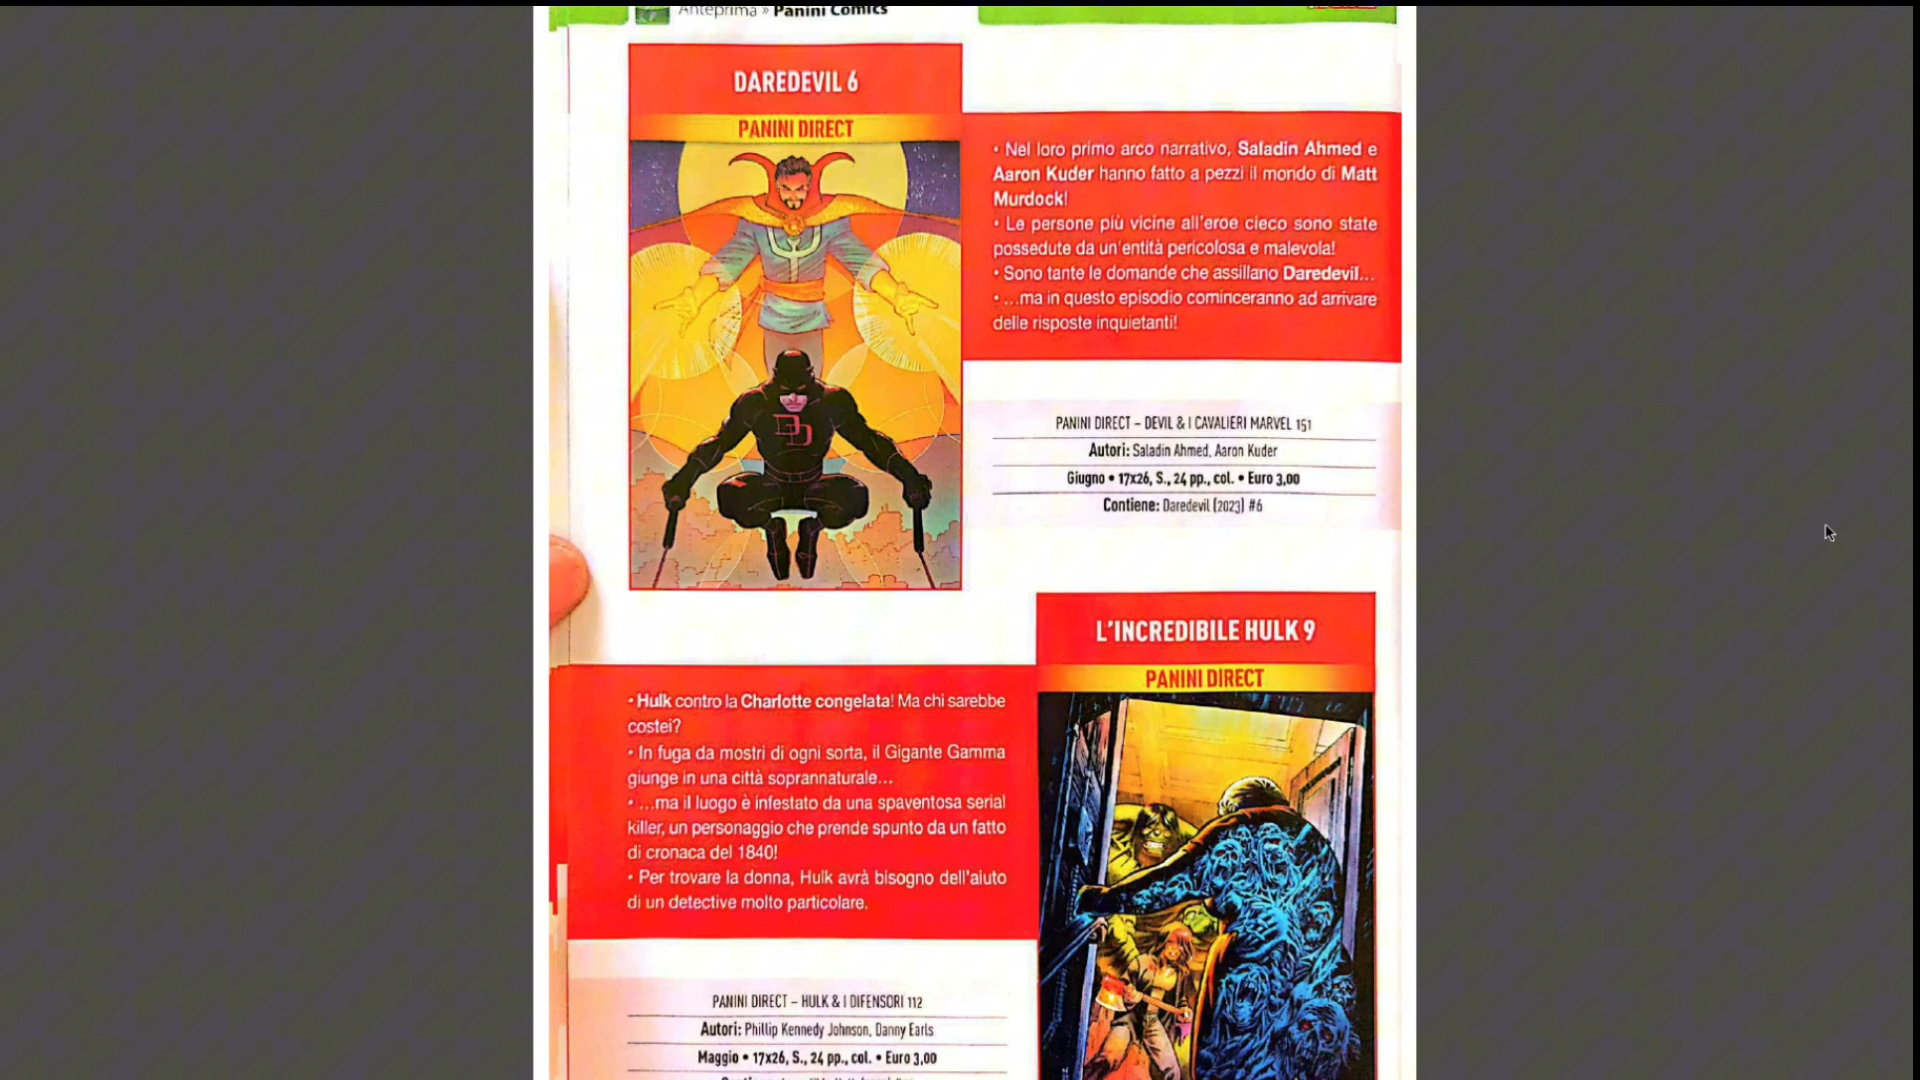 Anteprima » Panini Comics
DAREDEVIL 6
PANINI DIRECT
• Nel loro primo arco narrativo, Saladin Ahmed e
Aaron Kuder hanno fatto a pezzi il mondo di Matt
Murdock!
• Le persone più vicine all'eroe cieco sono state
possedute da un'entità pericolosa e malevola!
• Sono tante le domande che assillano Daredevil...
• ...ma in questo episodio cominceranno ad arrivare
delle risposte inquietanti!
DD
PANINI DIRECT – DEVIL & I CAVALIERI MARVEL 151
Autori: Saladin Ahmed, Aaron Kuder
Giugno • 17x26, S., 24 pp., col. • Euro 3,00
Contiene: Daredevil (2023) #6
L'INCREDIBILE HULK 9
PANINI DIRECT
• Hulk contro la Charlotte congelata! Ma chi sarebbe
costei?
• In fuga da mostri di ogni sorta, il Gigante Gamma
giunge in una città soprannaturale...
• ...ma il luogo è infestato da una spaventosa serial
killer, un personaggio che prende spunto da un fatto
di cronaca del 1840!
• Per trovare la donna, Hulk avrà bisogno dell'aiuto
di un detective molto particolare.
PANINI DIRECT – HULK & I DIFENSORI 112
Autori: Phillip Kennedy Johnson, Danny Earls
Maggio • 17x26, S., 24 pp., col. • Euro 3,00